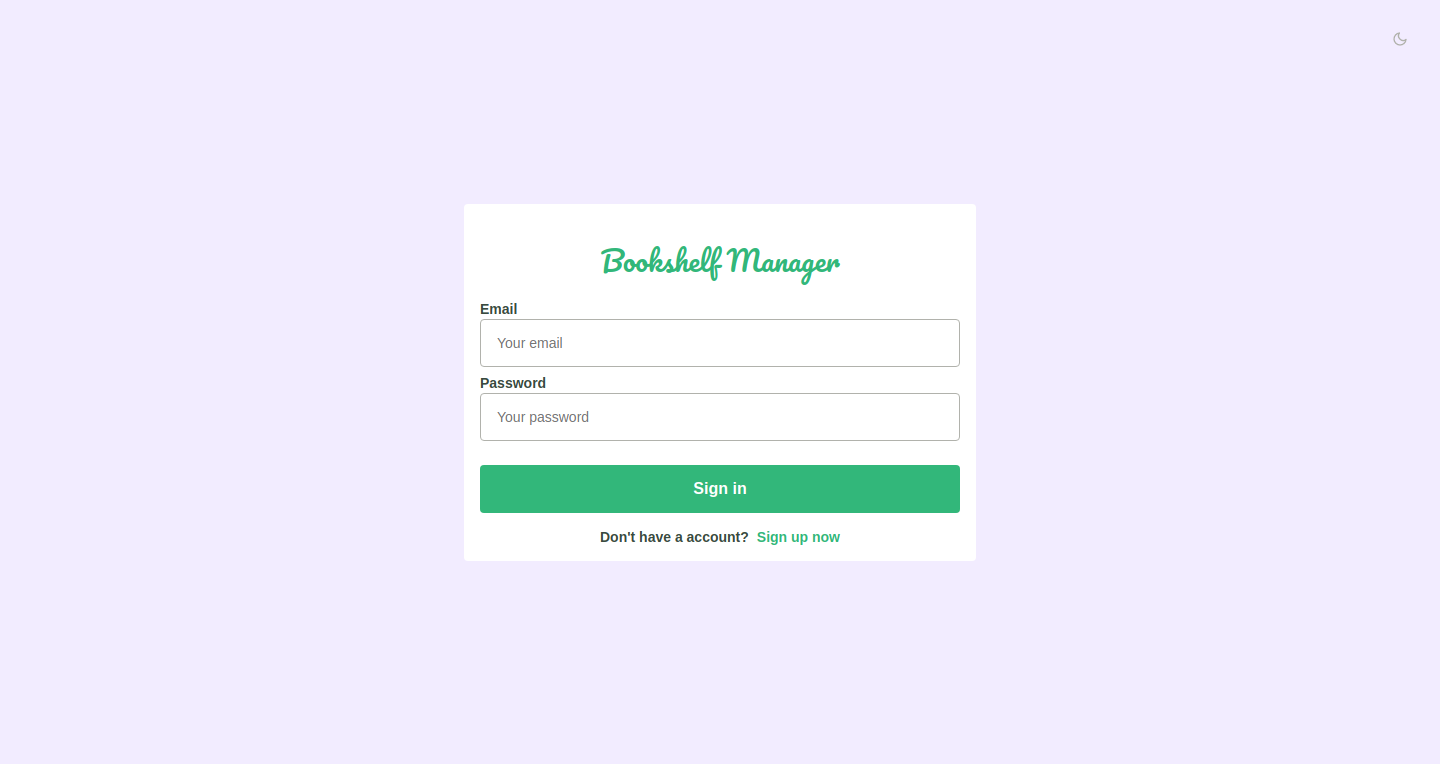 Bookshelf Manager
Email
Your email
Password
Your password
Sign in
Don't have a account? Sign up now